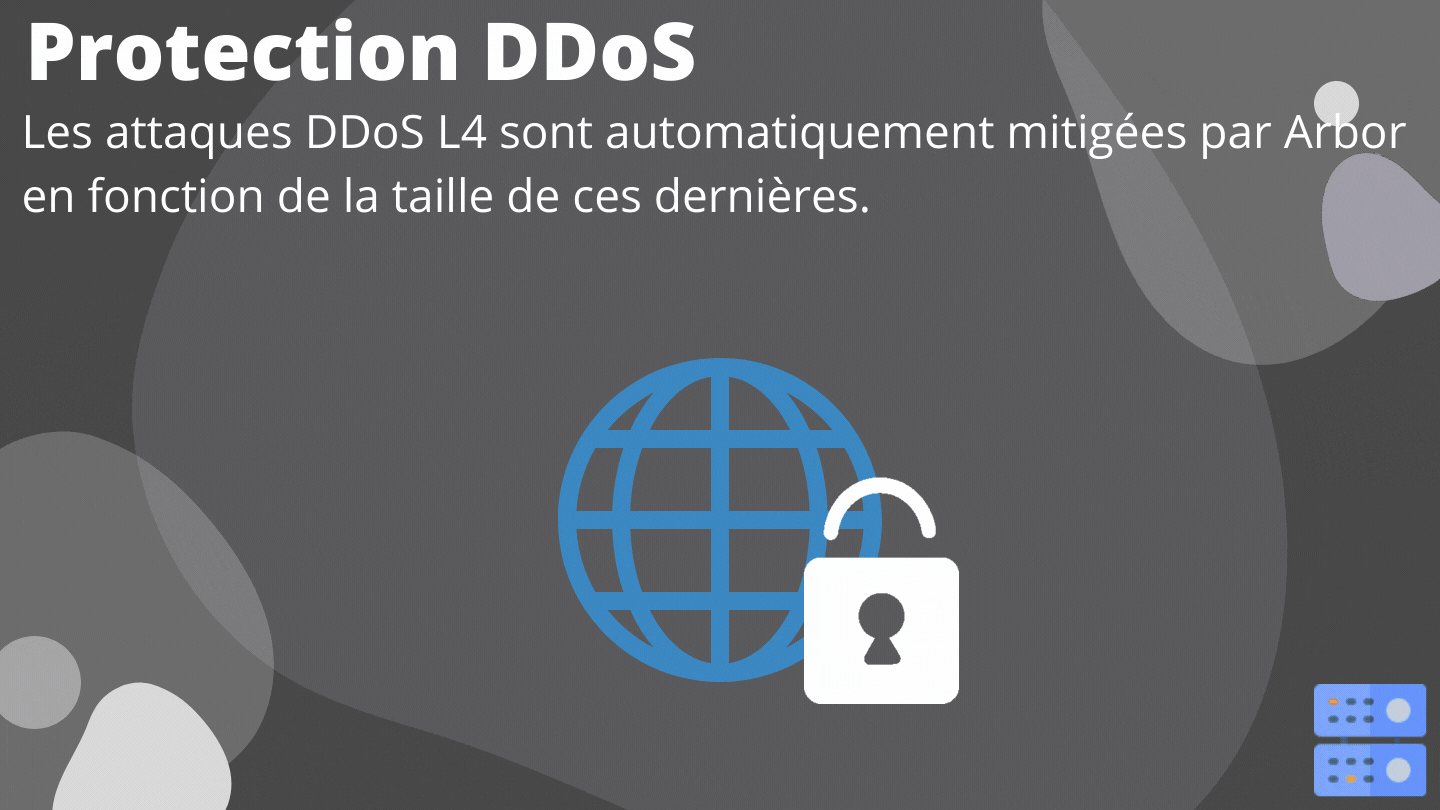 Protection DDoS
Les attaques DDoS L4 sont automatiquement mitigées par Arbor
en fonction de la taille de ces dernières.